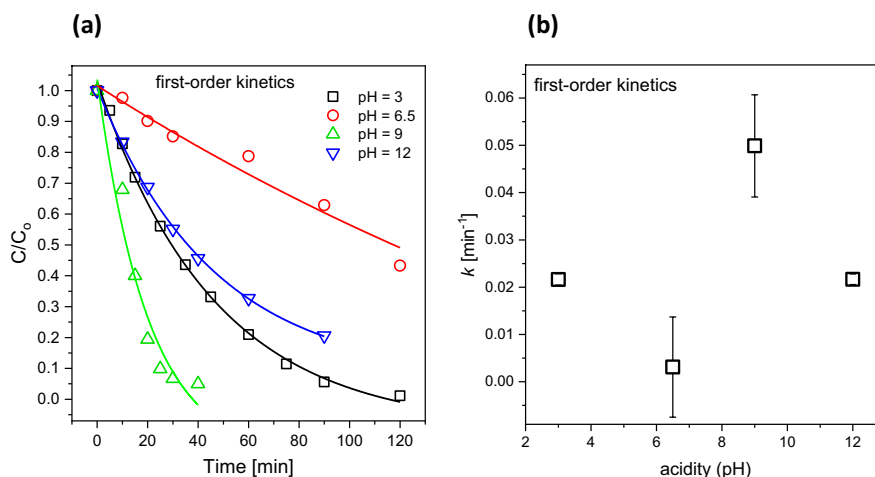 (a)
first-order kinetics
pH = 3
pH = 6.5
pH = 9
pH = 12
1.0
0.9
0.8
0.7
0.6
0.5
0.4
0.3
0.2
0.1
0.0
C/Co
0 20 40 60 80 100 120
Time [min]
(b)
first-order kinetics
0.06
0.05
0.04
0.03
0.02
0.01
0.00
k [min-1]
2 4 6 8 10 12
acidity (pH)